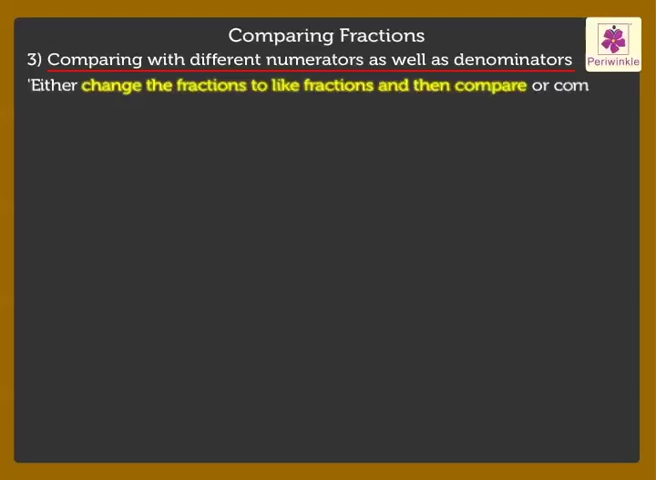 Comparing Fractions
3) Comparing with different numerators as well as denominators
'Either change the fractions to like fractions and then compare or com
Periwinkle